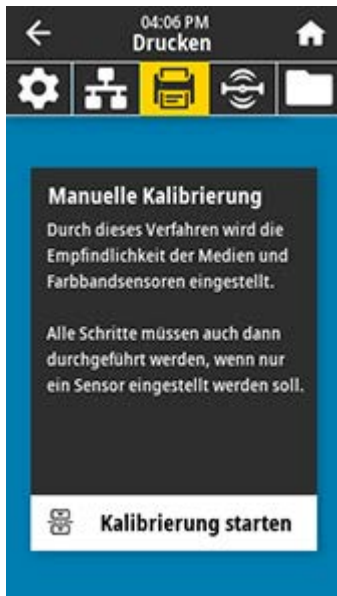 04:06 PM
Drucken
Manuelle Kalibrierung
Durch dieses Verfahren wird die
Empfindlichkeit der Medien und
Farbbandsensoren eingestellt.
Alle Schritte müssen auch dann
durchgeführt werden, wenn nur
ein Sensor eingestellt werden soll.
Kalibrierung starten